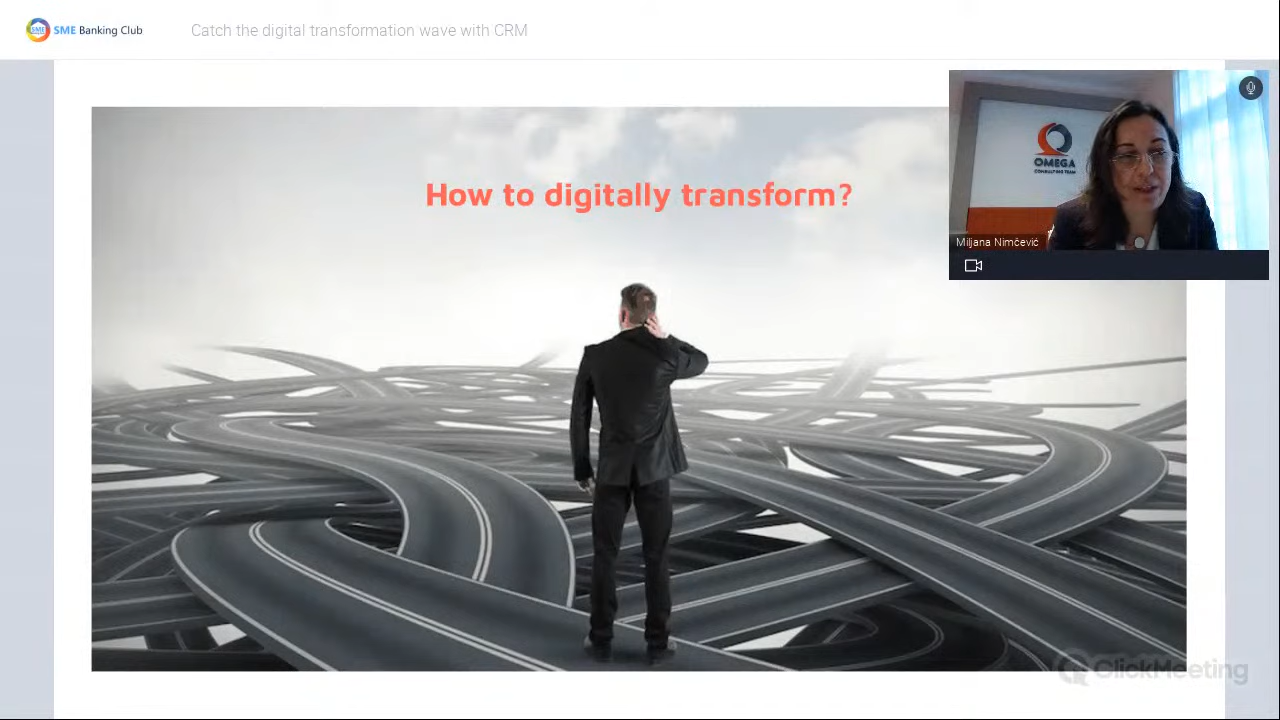 SME
SME Banking Club
Catch the digital transformation wave with CRM
How to digitally transform?
OMEGA
CONSULTING TEAM
Miljana Nimčević
ClickMeeting